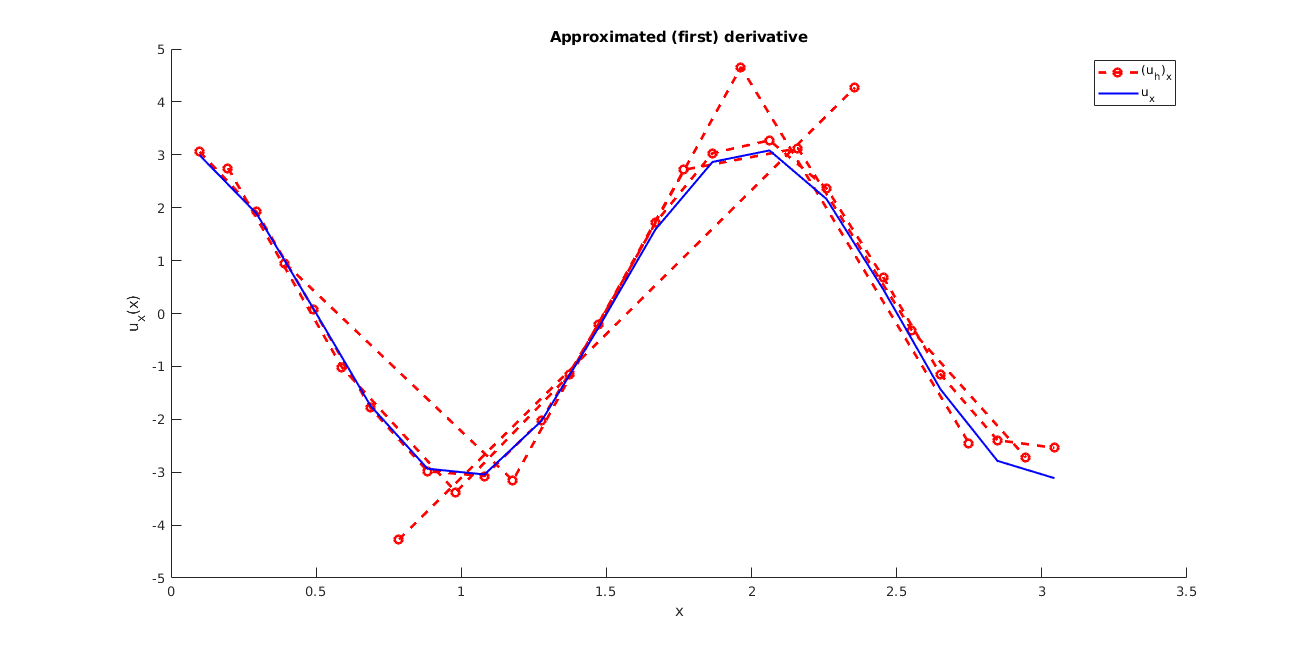 Approximated (first) derivative
(u_h)_x
u_x
5
4
3
2
1
0
-1
-2
-3
-4
-5
u_x(x)
0 0.5 1 1.5 2 2.5 3 3.5
x